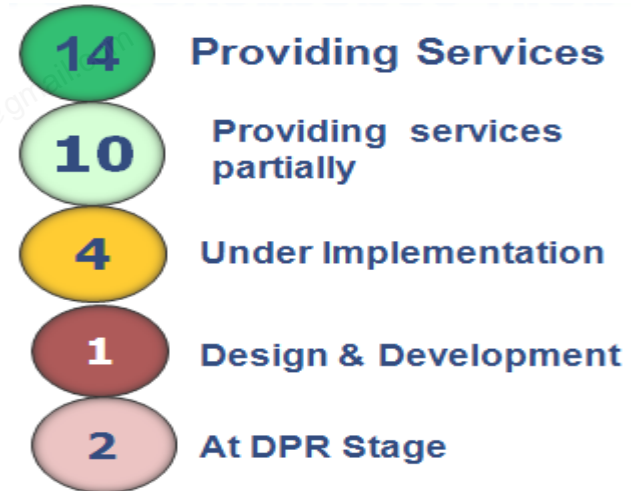 14 Providing Services
10 Providing services
partially
4 Under Implementation
1 Design & Development
2 At DPR Stage